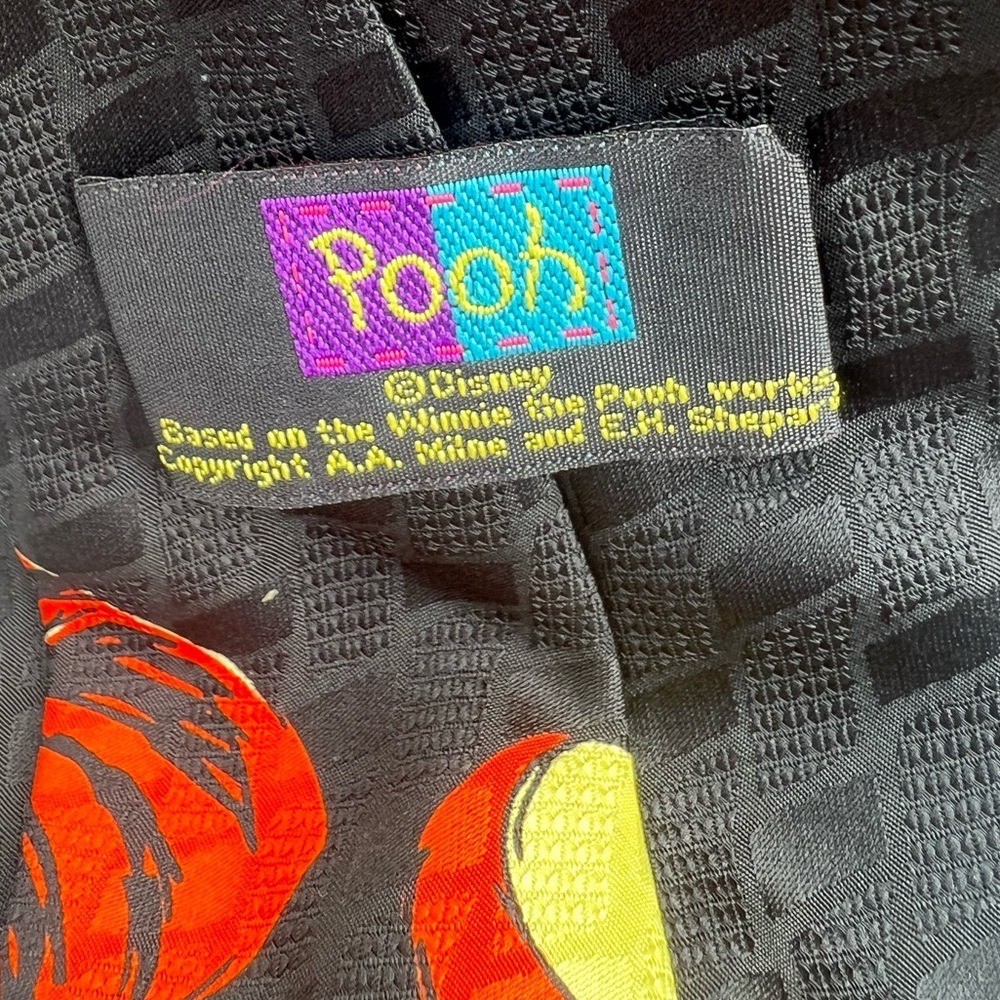 Pooh
©Disney
Based on the Winnie the Pooh works
Copyright A.A. Milne and E.H. Shepard